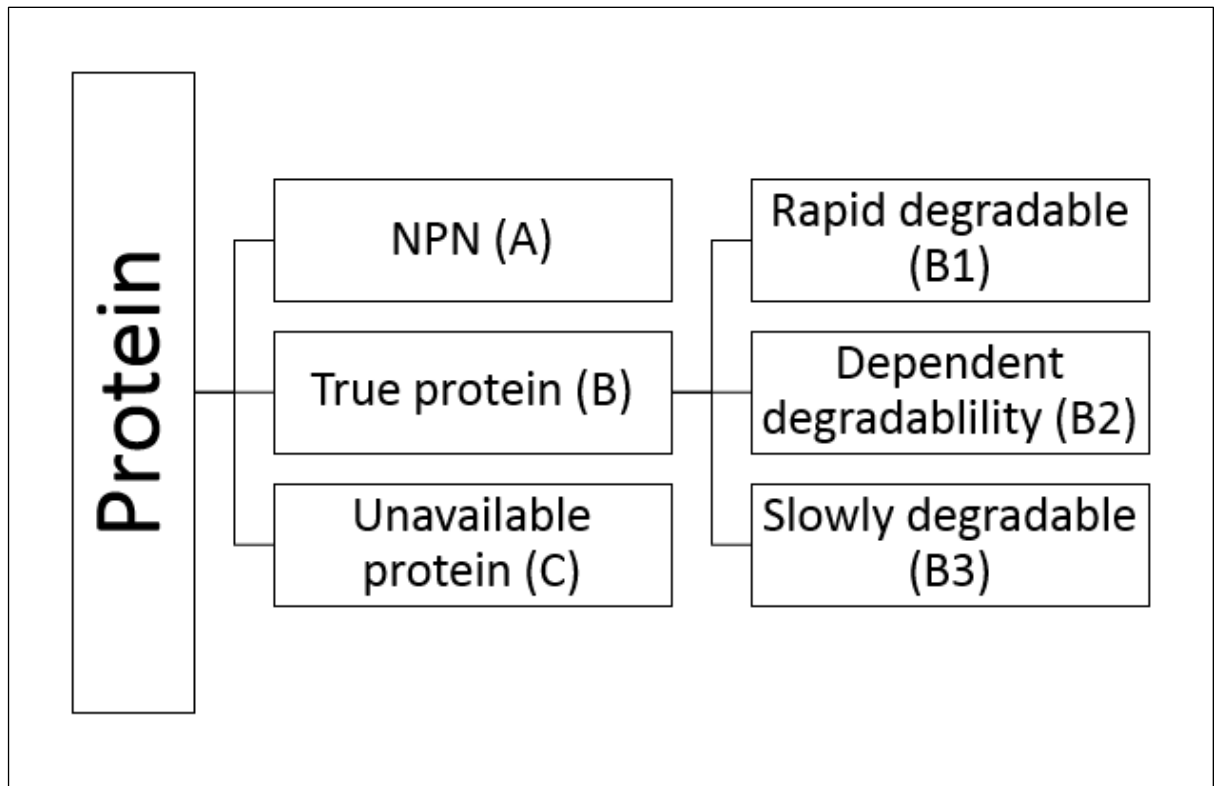 Protein
NPN (A)
True protein (B)
Unavailable
protein (C)
Rapid degradable
(B1)
Dependent
degradablility (B2)
Slowly degradable
(B3)